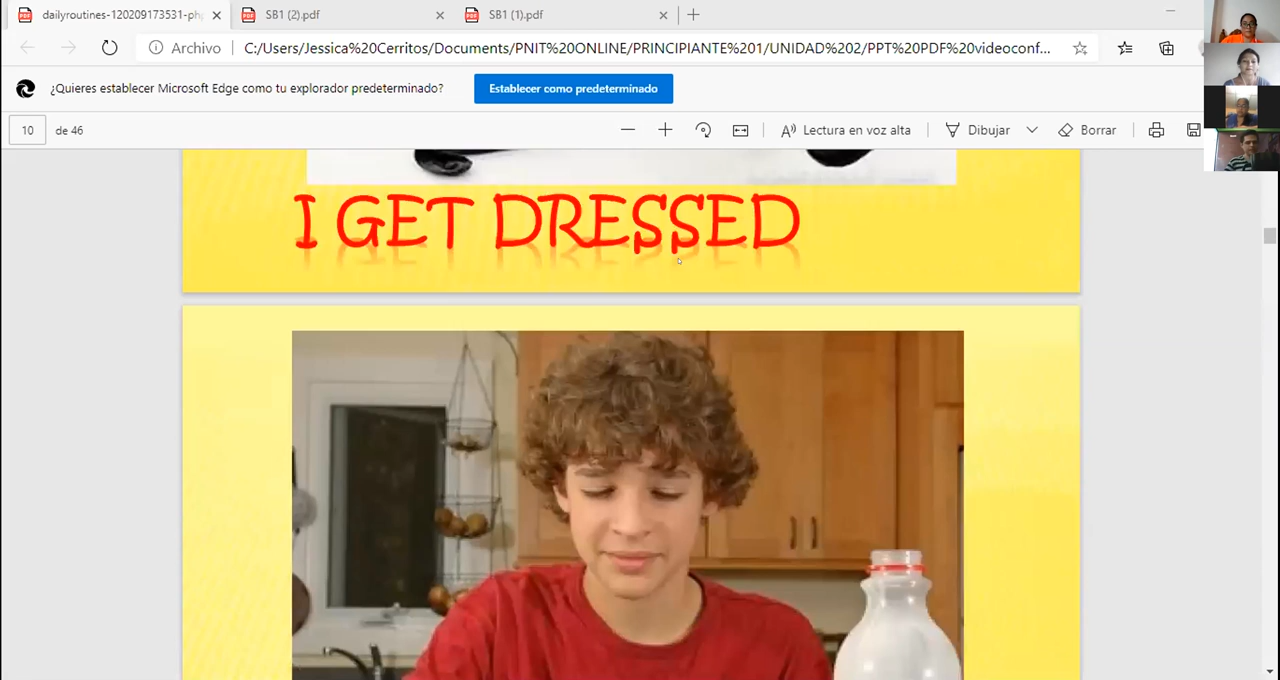 dailyroutines-120209173531-ph
SB1 (2).pdf
SB1 (1).pdf
Archivo
C:/Users/Jessica%20Cerritos/Documents/PNIT%20ONLINE/PRINCIPIANTE%201/UNIDAD%202/PPT%20PDF%20videoconf...
¿Quieres establecer Microsoft Edge como tu explorador predeterminado?
Establecer como predeterminado
10 de 46
Lectura en voz alta
Dibujar
Borrar
I GET DRESSED